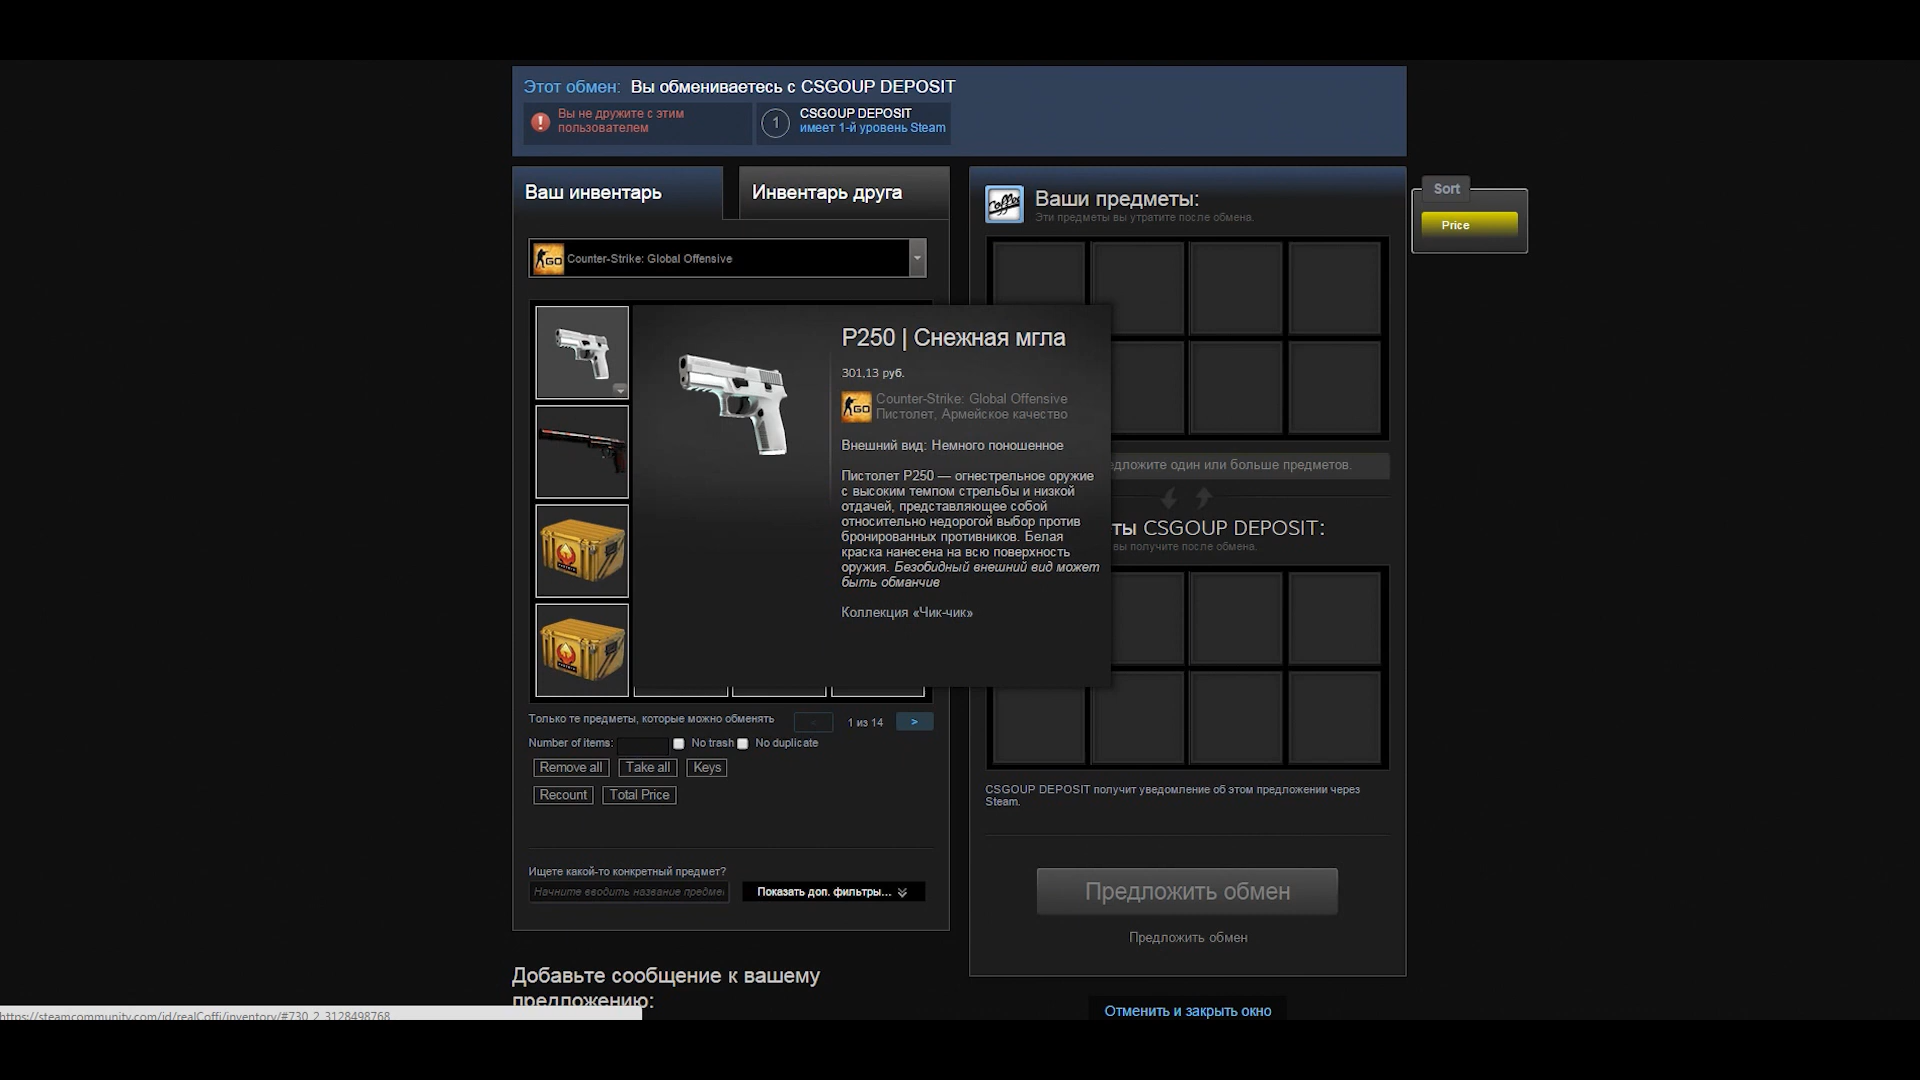 Этот обмен: Вы обмениваетесь с CSGOUP DEPOSIT
Вы не дружите с этим
пользователем
1
CSGOUP DEPOSIT
имеет 1-й уровень Steam
Ваш инвентарь
Инвентарь друга
Ваши предметы:
Эти предметы вы утратите после обмена.
Sort
Price
GO
Counter-Strike: Global Offensive
P250 | Снежная мгла
301,13 руб.
GO
Counter-Strike: Global Offensive
Пистолет, Армейское качество
Внешний вид: Немного поношенное
Пистолет P250 — огнестрельное оружие
с высоким темпом стрельбы и низкой
отдачей, представляющее собой
относительно недорогой выбор против
бронированных противников. Белая
краска нанесена на всю поверхность
оружия. Безобидный внешний вид может
быть обманчив
Коллекция «Чик-чик»
дложите один или больше предметов.
ты CSGOUP DEPOSIT:
вы получите после обмена.
Только те предметы, которые можно обменять
1 из 14
>
Number of items:
No trash
No duplicate
Remove all
Take all
Keys
Recount
Total Price
CSGOUP DEPOSIT получит уведомление об этом предложении через
Steam.
Ищете какой-то конкретный предмет?
Начните вводить название предме
Показать доп. фильтры...
Предложить обмен
Предложить обмен
Добавьте сообщение к вашему
предложению:
Отменить и закрыть окно
https://steamcommunity.com/id/realCoffi/inventory/#730_2_3128498768